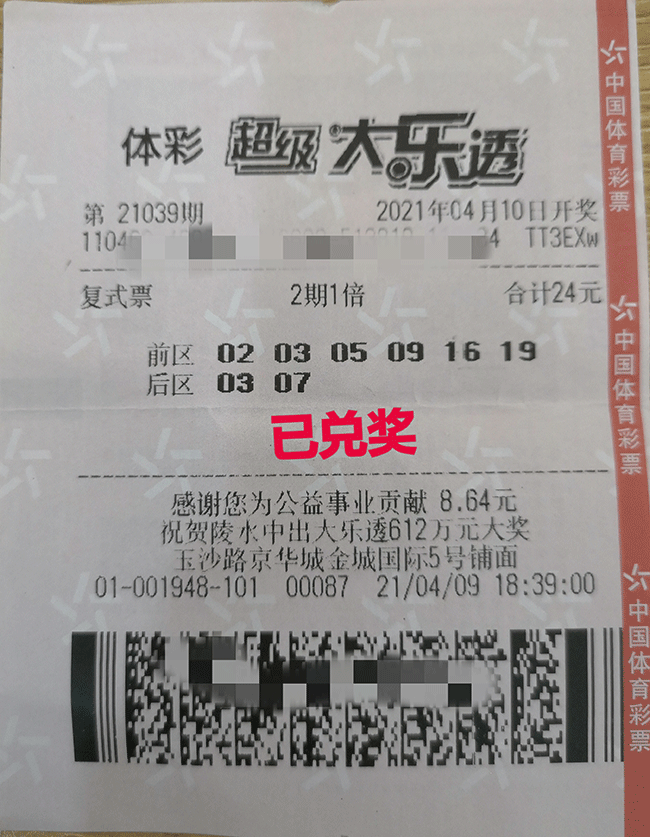 体彩 超级大乐透
第 21039期 2021年04月10日开奖
TT3EXw
复式票 2期1倍 合计24元
前区 02 03 05 09 16 19
后区 03 07
已兑奖
感谢您为公益事业贡献 8.64元
祝贺陵水中出大乐透612万元大奖
玉沙路京华城金城国际5号铺面
01-001948-101 00087 21/04/09 18:39:00
中国体育彩票
中国体育彩票
中国体育彩票